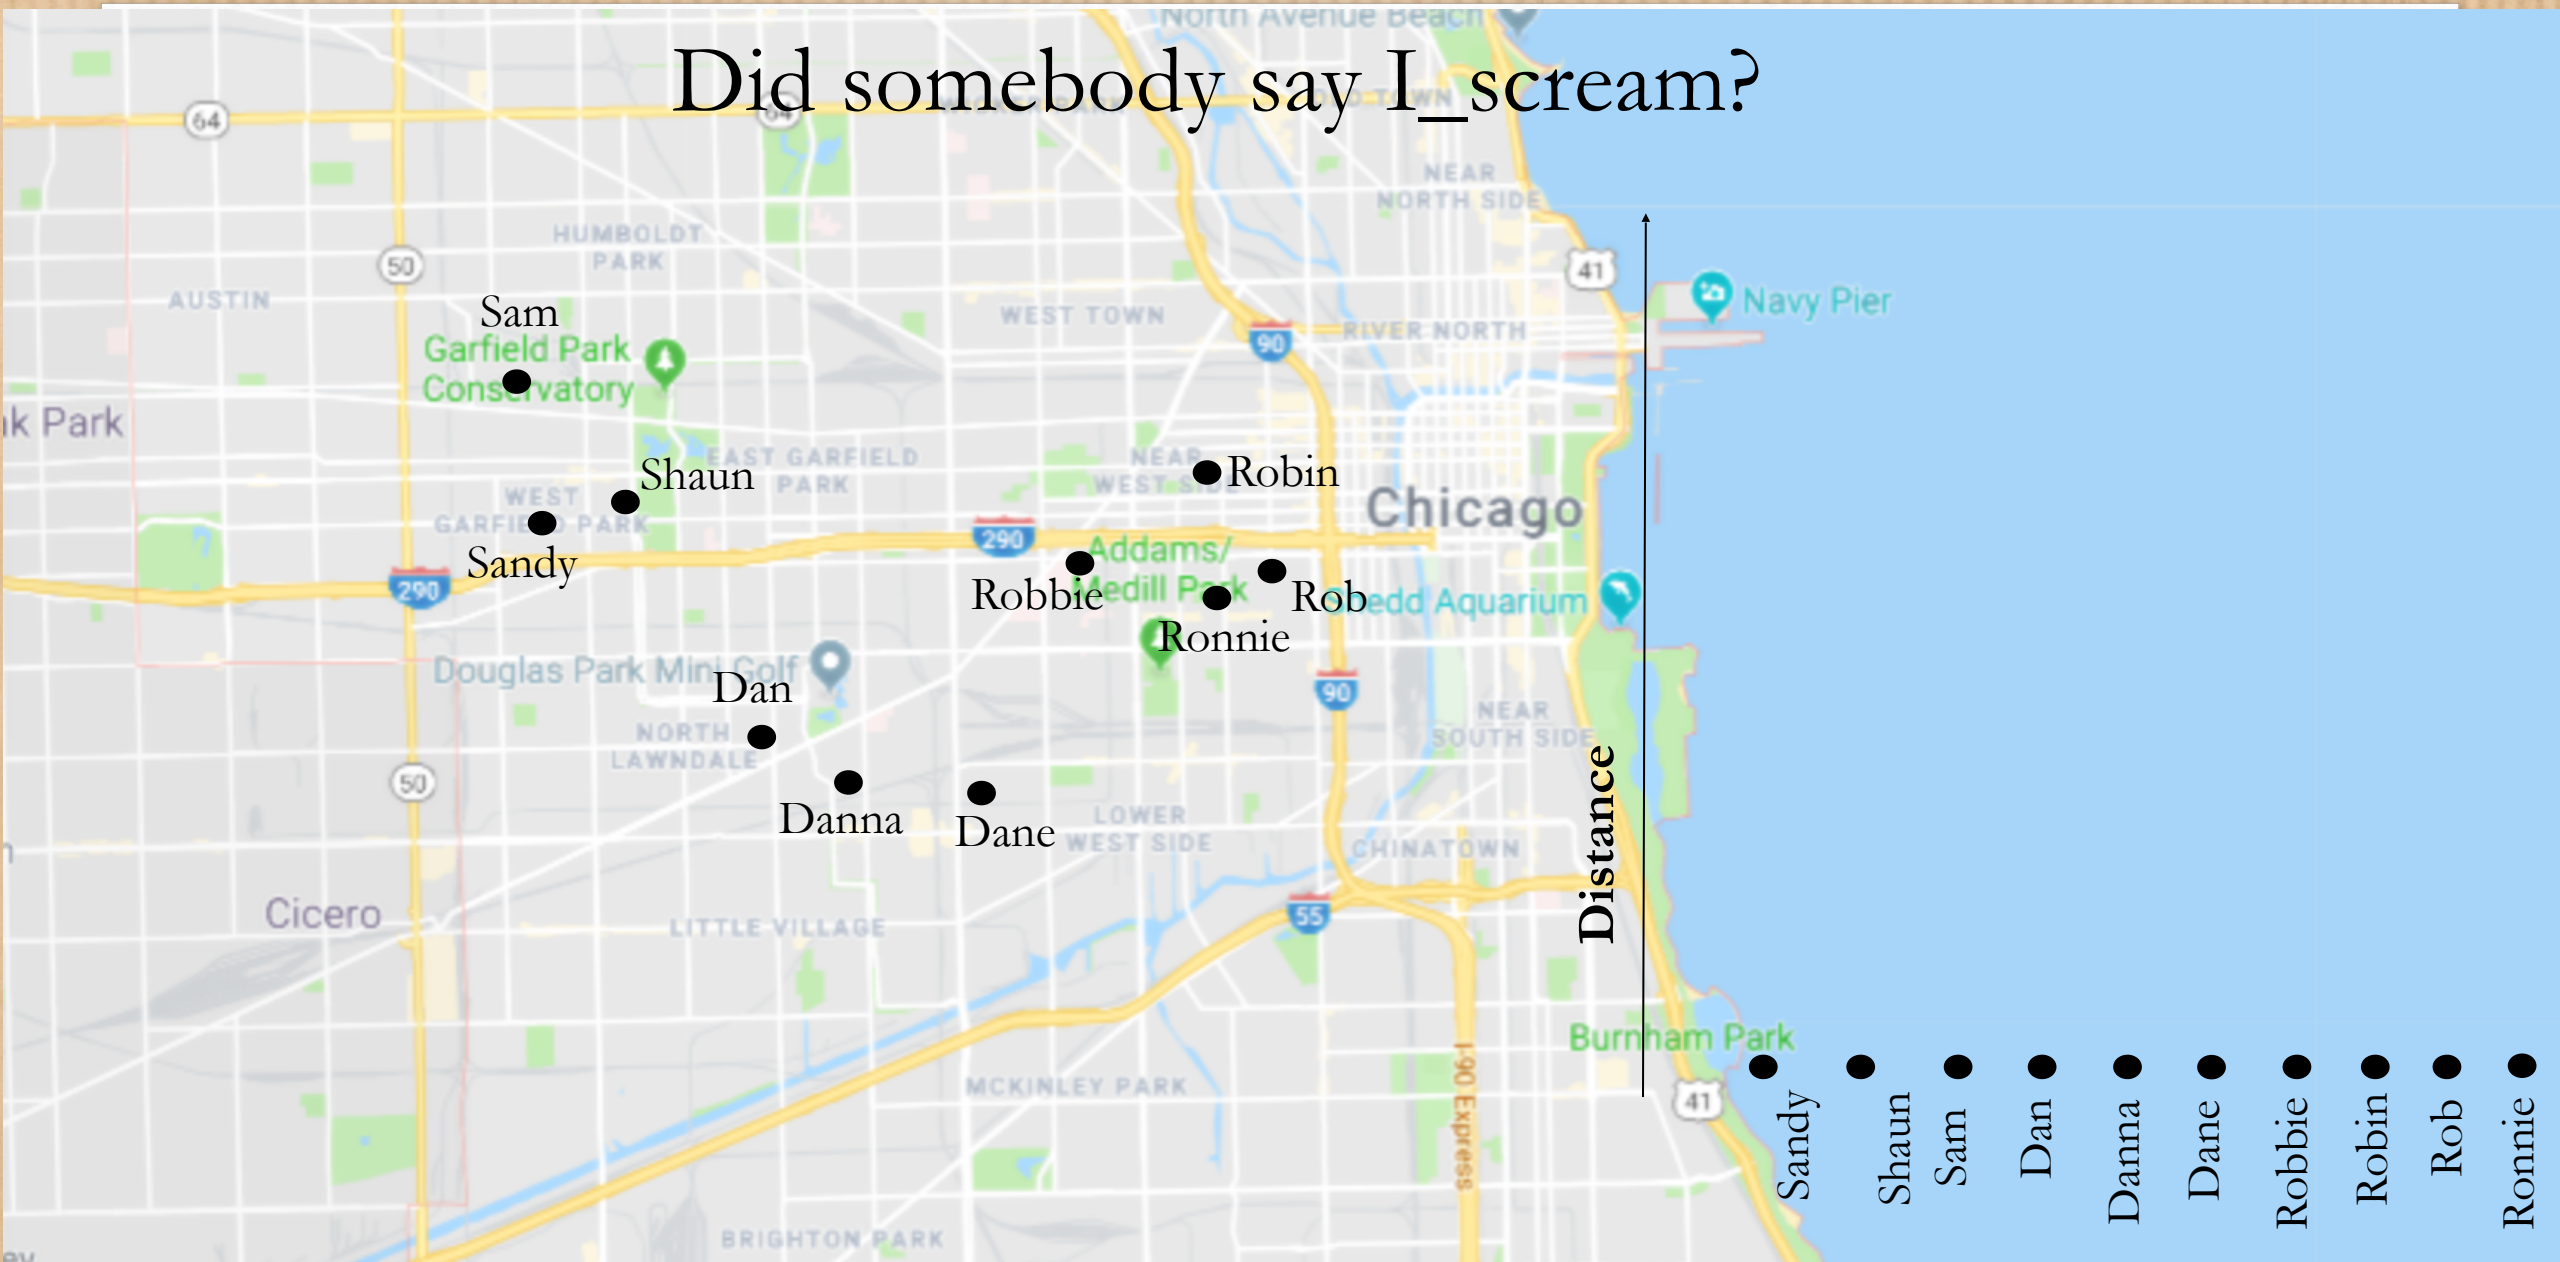 North Avenue Beach
Did somebody say I_scream?
64
64
OLD TOWN
NEAR
NORTH SIDE
HUMBOLDT
PARK
50
41
AUSTIN
Navy Pier
Sam
WEST TOWN
RIVER NORTH
90
Garfield Park
Conservatory
ak Park
EAST GARFIELD
PARK
Shaun
NEAR
WEST SIDE
Robin
WEST
GARFIELD PARK
Chicago
Sandy
290
290
Addams/
Medill Park
Robbie
Rob
Shedd Aquarium
Ronnie
Douglas Park Mini Golf
Dan
90
NORTH
LAWNDALE
NEAR
SOUTH SIDE
50
Danna
Dane
LOWER
WEST SIDE
CHINATOWN
Distance
Cicero
LITTLE VILLAGE
55
Burnham Park
MCKINLEY PARK
I-90 Express
41
Sandy
Shaun
Sam
Dan
Danna
Dane
Robbie
Robin
Rob
Ronnie
BRIGHTON PARK